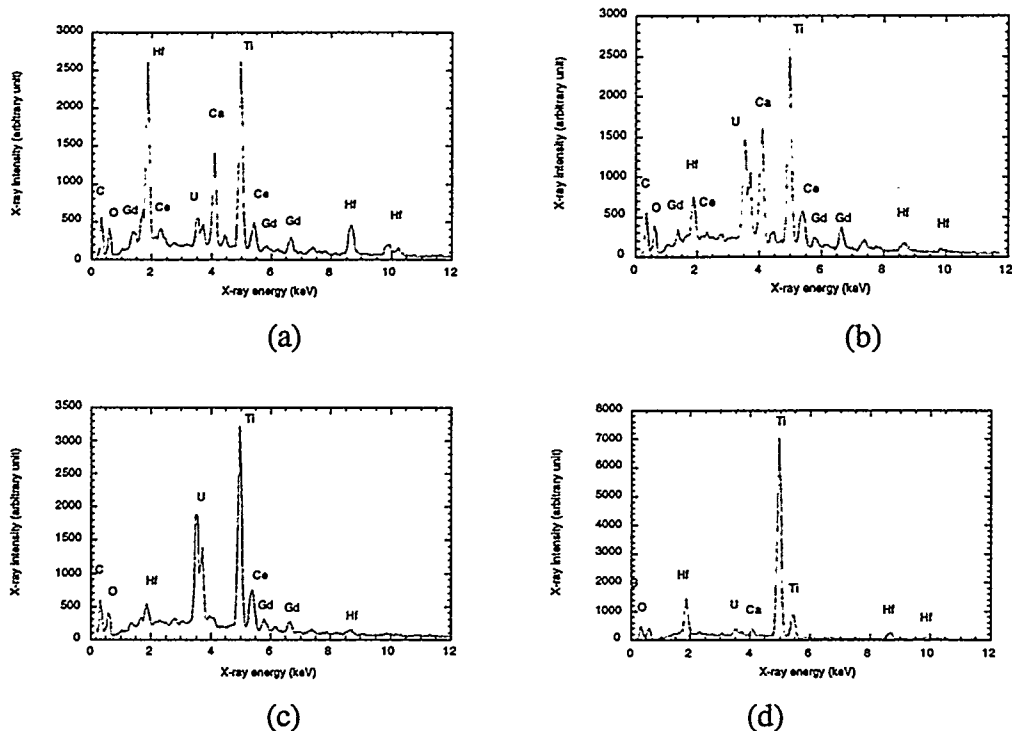 3000
2500
2000
1500
1000
500
0
X-ray intensity (arbitrary unit)
Hf
Ti
Ca
C
O
Gd
Ce
U
Ce
Gd
Gd
Hf
Hf
0 2 4 6 8 10 12
X-ray energy (keV)
(a)
3000
2500
2000
1500
1000
500
0
X-ray intensity (arbitrary unit)
Ti
Ca
U
Hf
C
O
Gd
Ce
Ce
Gd
Gd
Hf
Hf
0 2 4 6 8 10 12
X-ray energy (keV)
(b)
3500
3000
2500
2000
1500
1000
500
0
X-ray intensity (arbitrary unit)
Ti
U
C
O
Hf
Ce
Gd
Gd
Hf
0 2 4 6 8 10 12
X-ray energy (keV)
(c)
8000
7000
6000
5000
4000
3000
2000
1000
0
X-ray intensity (arbitrary unit)
Ti
Hf
O
U
Ca
Ti
Hf
Hf
0 2 4 6 8 10 12
X-ray energy (keV)
(d)